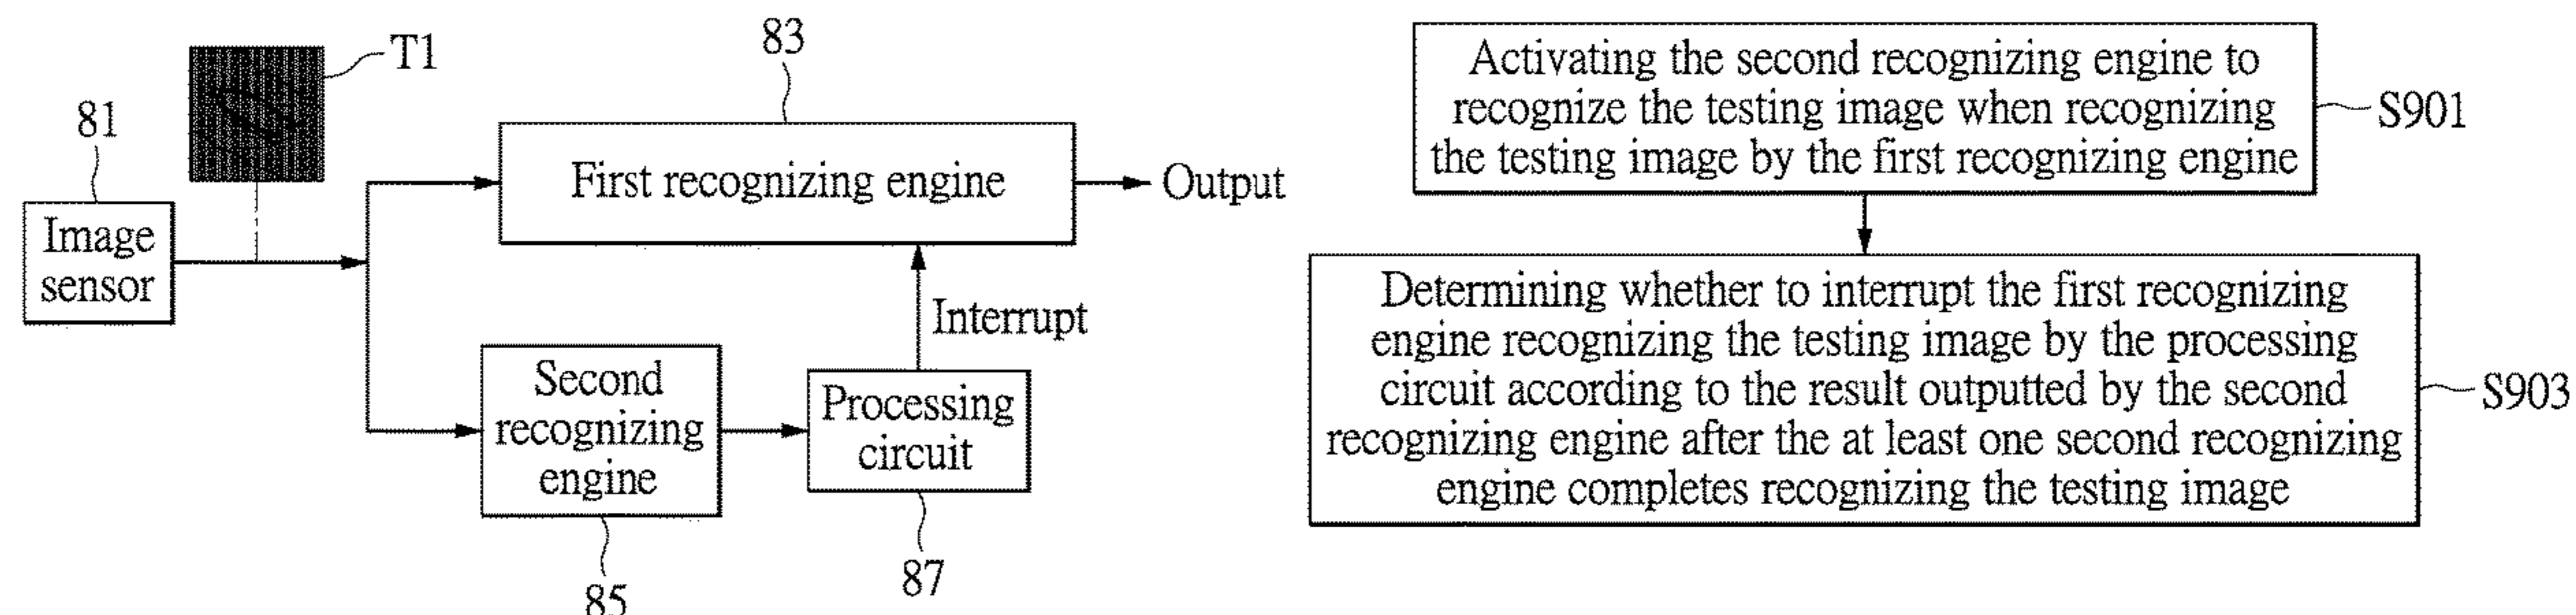 T1
81
83
Image
sensor
First recognizing engine
Output
Interrupt
Second
recognizing
engine
Processing
circuit
85
87
Activating the second recognizing engine to
recognize the testing image when recognizing
the testing image by the first recognizing engine
S901
Determining whether to interrupt the first recognizing
engine recognizing the testing image by the processing
circuit according to the result outputted by the second
recognizing engine after the at least one second recognizing
engine completes recognizing the testing image
S903